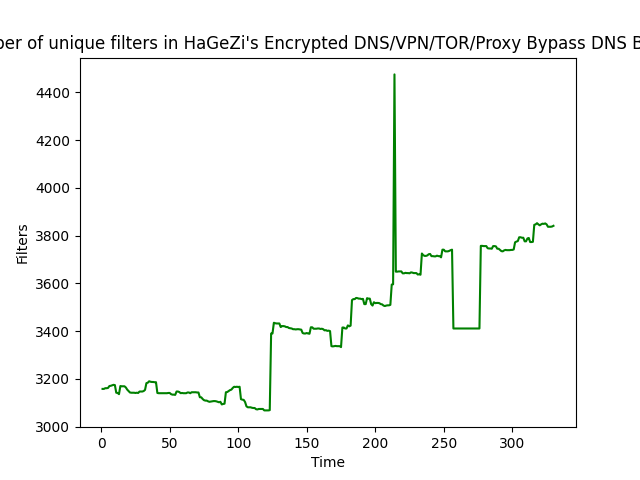 ber of unique filters in HaGeZi's Encrypted DNS/VPN/TOR/Proxy Bypass DNS B
4400
4200
4000
3800
3600
3400
3200
3000
Filters
0 50 100 150 200 250 300
Time